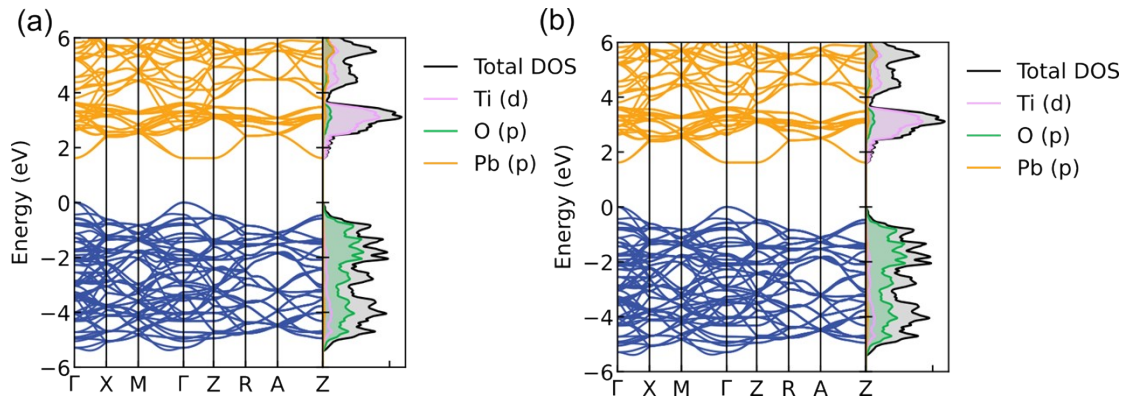 (a)
6
4
2
0
−2
−4
−6
Energy (eV)
Γ X M Γ Z R A Z
Total DOS
Ti (d)
O (p)
Pb (p)
(b)
6
4
2
0
−2
−4
−6
Energy (eV)
Γ X M Γ Z R A Z
Total DOS
Ti (d)
O (p)
Pb (p)